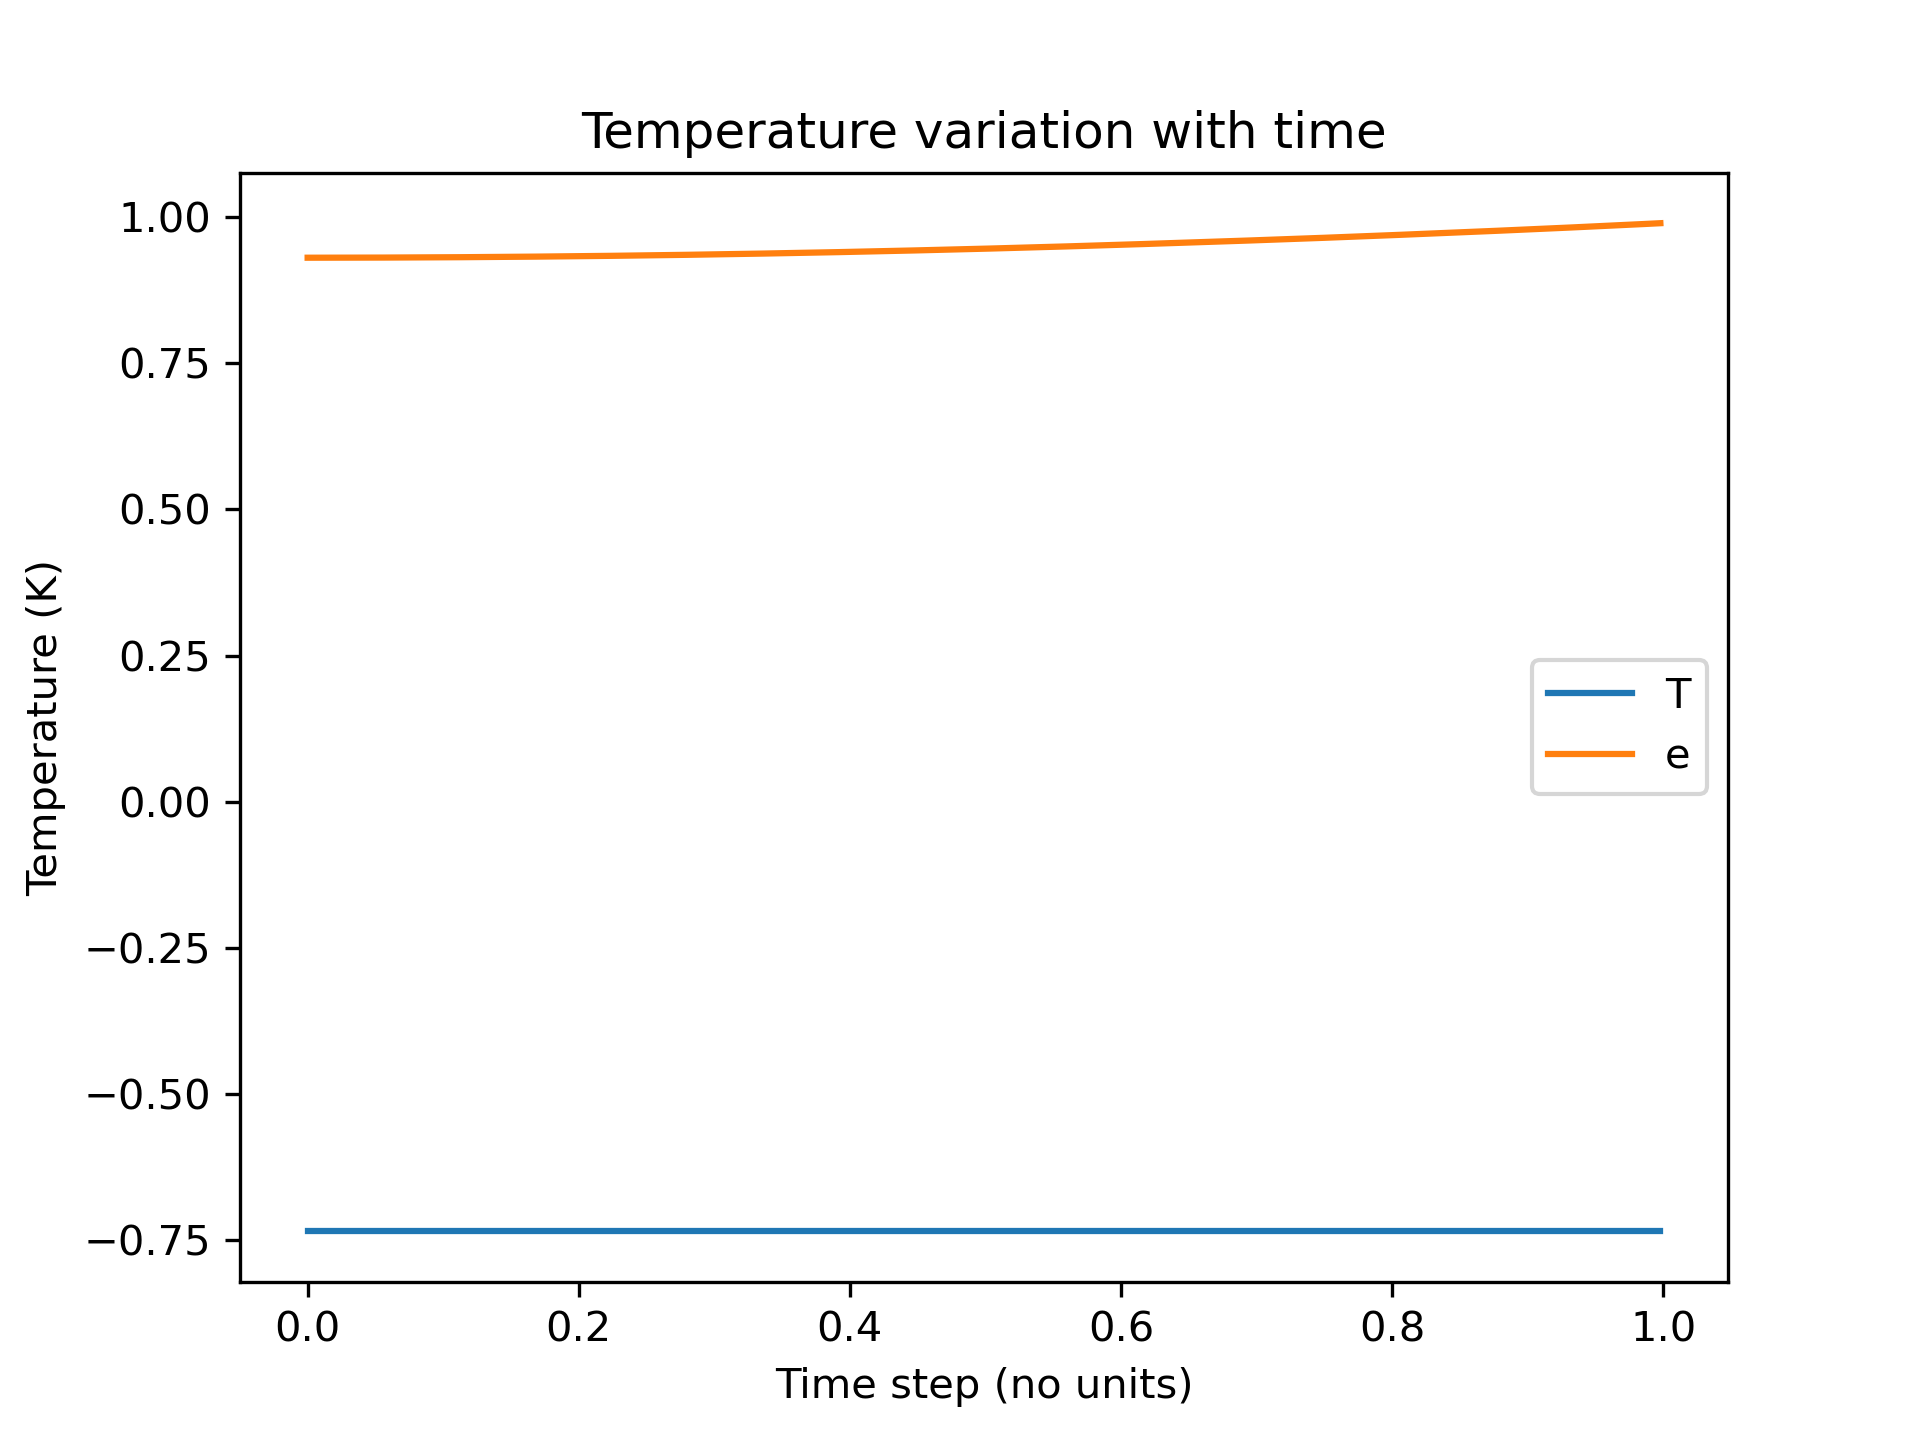 Temperature variation with time
1.00
0.75
0.50
0.25
0.00
−0.25
−0.50
−0.75
Temperature (K)
T
e
0.0 0.2 0.4 0.6 0.8 1.0
Time step (no units)